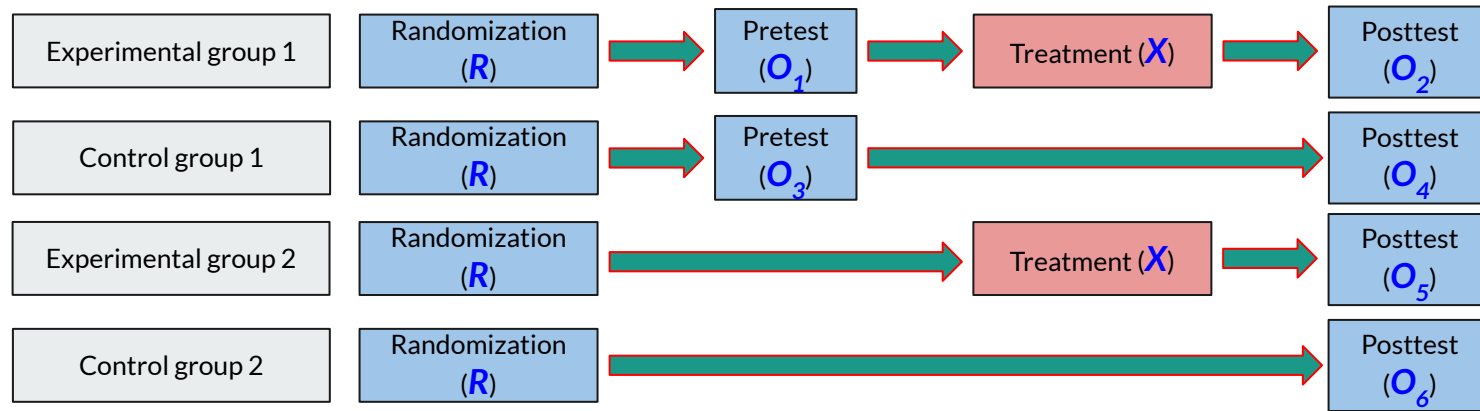 Experimental group 1
Randomization
(R)
Pretest
(O₁)
Treatment (X)
Posttest
(O₂)
Control group 1
Randomization
(R)
Pretest
(O₃)
Posttest
(O₄)
Experimental group 2
Randomization
(R)
Treatment (X)
Posttest
(O₅)
Control group 2
Randomization
(R)
Posttest
(O₆)